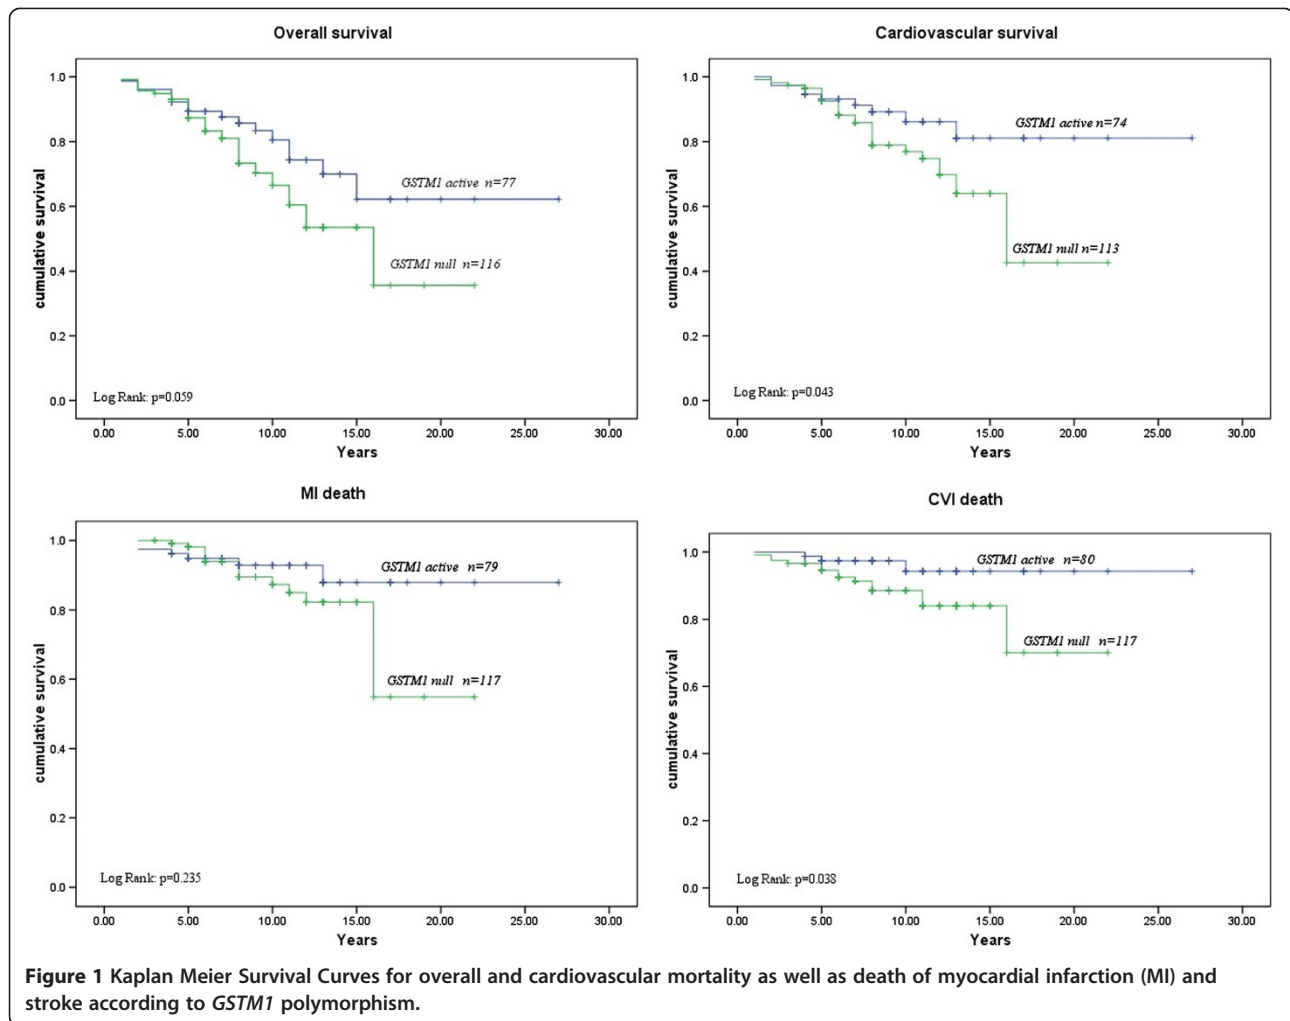 Overall survival
cumulative survival
1.0
0.8
0.6
0.4
0.2
0.0
GSTM1 active n=77
GSTM1 null n=116
Log Rank: p=0.059
0.00 5.00 10.00 15.00 20.00 25.00 30.00
Years
Cardiovascular survival
cumulative survival
1.0
0.8
0.6
0.4
0.2
0.0
GSTM1 active n=74
GSTM1 null n=113
Log Rank: p=0.043
0.00 5.00 10.00 15.00 20.00 25.00 30.00
Years
MI death
cumulative survival
1.0
0.8
0.6
0.4
0.2
0.0
GSTM1 active n=79
GSTM1 null n=117
Log Rank: p=0.235
0.00 5.00 10.00 15.00 20.00 25.00 30.00
Years
CVI death
cumulative survival
1.0
0.8
0.6
0.4
0.2
0.0
GSTM1 active n=80
GSTM1 null n=117
Log Rank: p=0.038
0.00 5.00 10.00 15.00 20.00 25.00 30.00
Years
Figure 1 Kaplan Meier Survival Curves for overall and cardiovascular mortality as well as death of myocardial infarction (MI) and
stroke according to GSTM1 polymorphism.